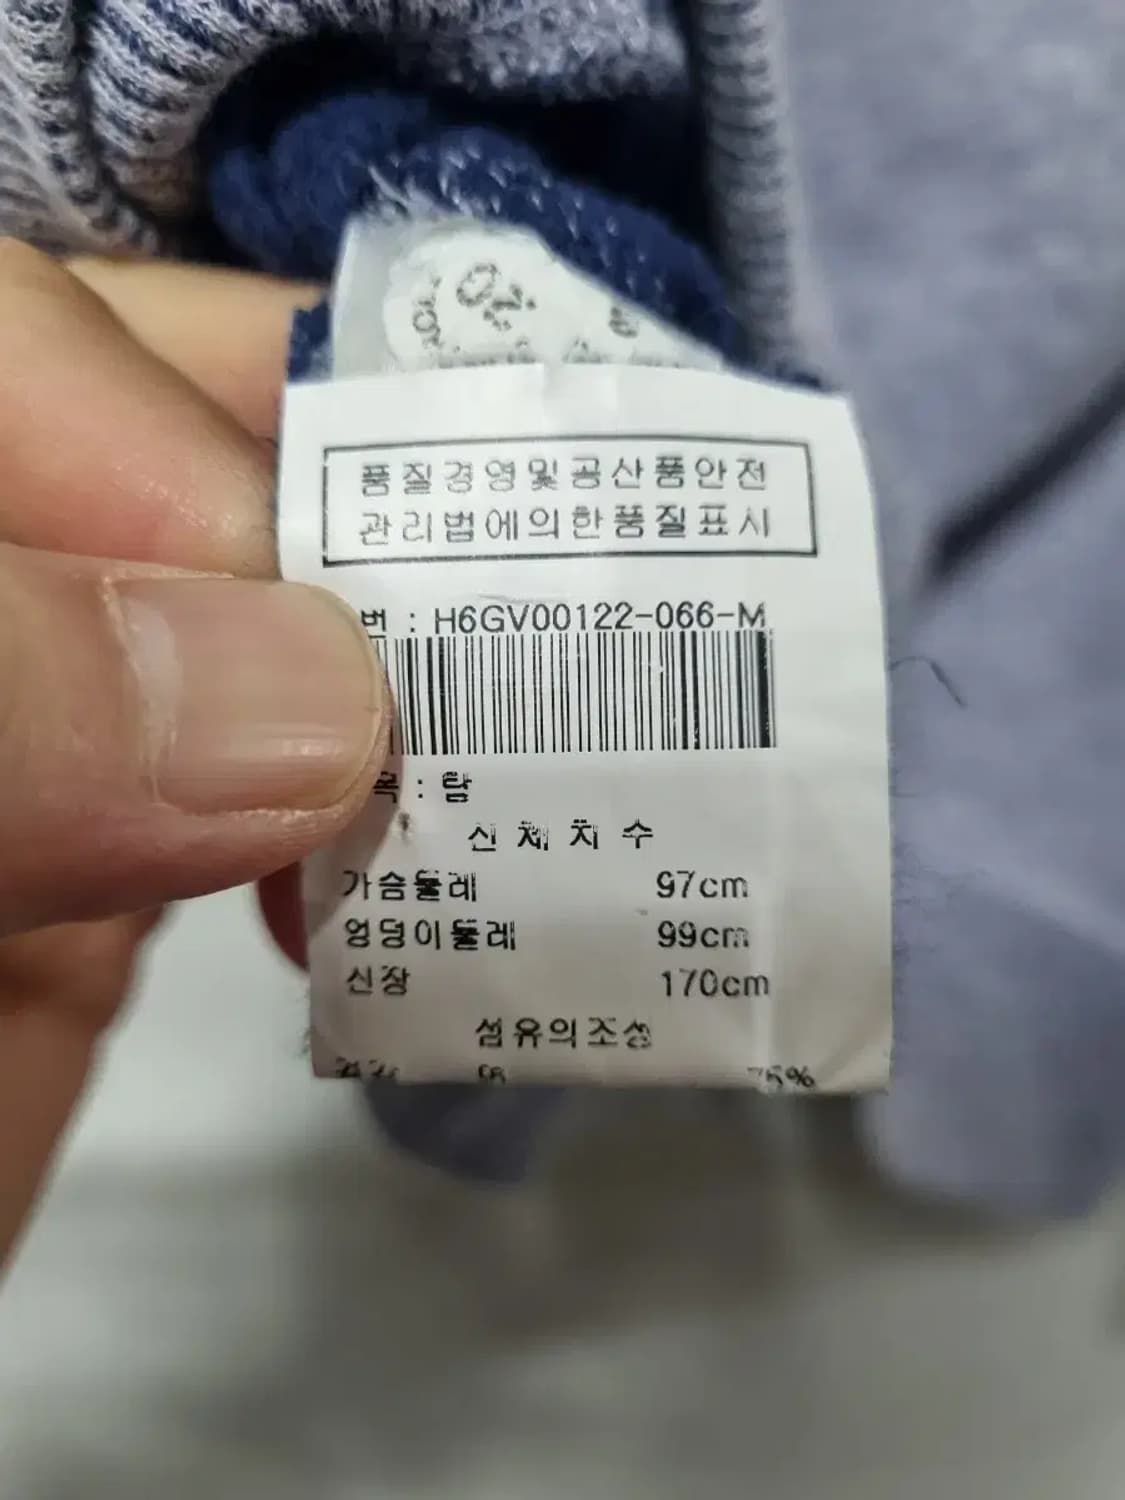 품질경영및공산품안전
관리법에의한품질표시
번 : H6GV00122-066-M
목 : 람
신체치수
가슴둘레 97cm
엉덩이둘레 99cm
신장 170cm
섬유의조성
75%